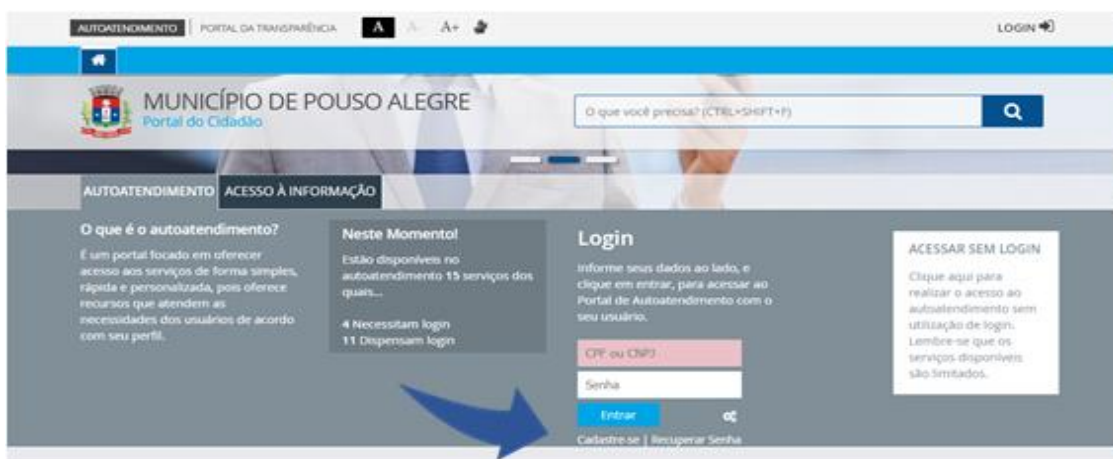 AUTOATENDIMENTO | PORTAL DA TRANSPARÊNCIA A A- A+ LOGIN
MUNICÍPIO DE POUSO ALEGRE
Portal do Cidadão
O que você precisa? (CTRL+SHIFT+F)
AUTOATENDIMENTO ACESSO À INFORMAÇÃO
O que é o autoatendimento?
É um portal focado em oferecer
acesso aos serviços de forma simples,
rápida e personalizada, pois oferece
recursos que atendem as
necessidades dos usuários de acordo
com seu perfil.
Neste Momento!
Estão disponíveis no
autoatendimento 15 serviços dos
quais...
4 Necessitam login
11 Dispensam login
Login
Informe seus dados ao lado, e
clique em entrar, para acessar ao
Portal de Autoatendimento com o
seu usuário.
CPF ou CNPJ
Senha
Entrar
Cadastre-se | Recuperar Senha
ACESSAR SEM LOGIN
Clique aqui para
realizar o acesso ao
autoatendimento sem
utilização de login.
Lembre-se que os
serviços disponíveis
são limitados.